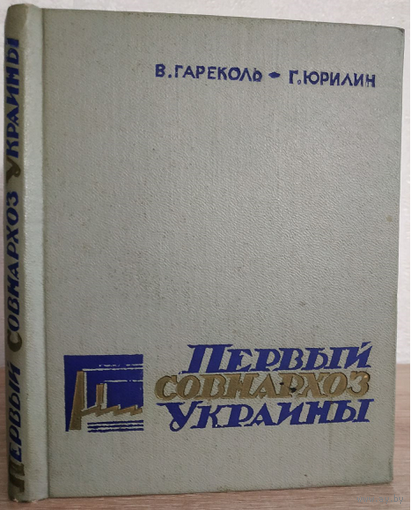 В. ГАРЕКОЛЬ - Г. ЮРИЛИН
ПЕРВЫЙ
СОВНАРХОЗ
УКРАИНЫ
ПЕРВЫЙ СОВНАРХОЗ УКРАИНЫ